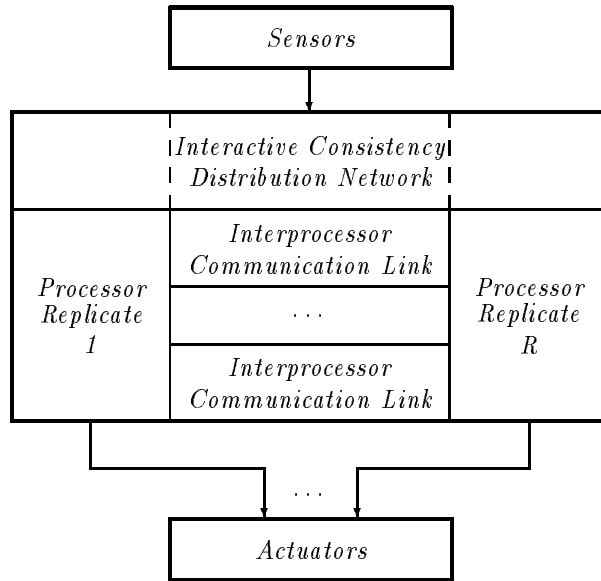 Sensors
Interactive Consistency
Distribution Network
Interprocessor
Communication Link
Processor
Replicate
1
. . .
Processor
Replicate
R
Interprocessor
Communication Link
. . .
Actuators